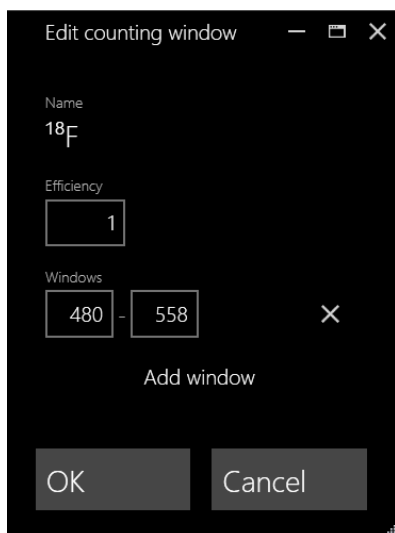 Edit counting window
Name
¹⁸F
Efficiency
1
Windows
480 - 558
Add window
OK Cancel